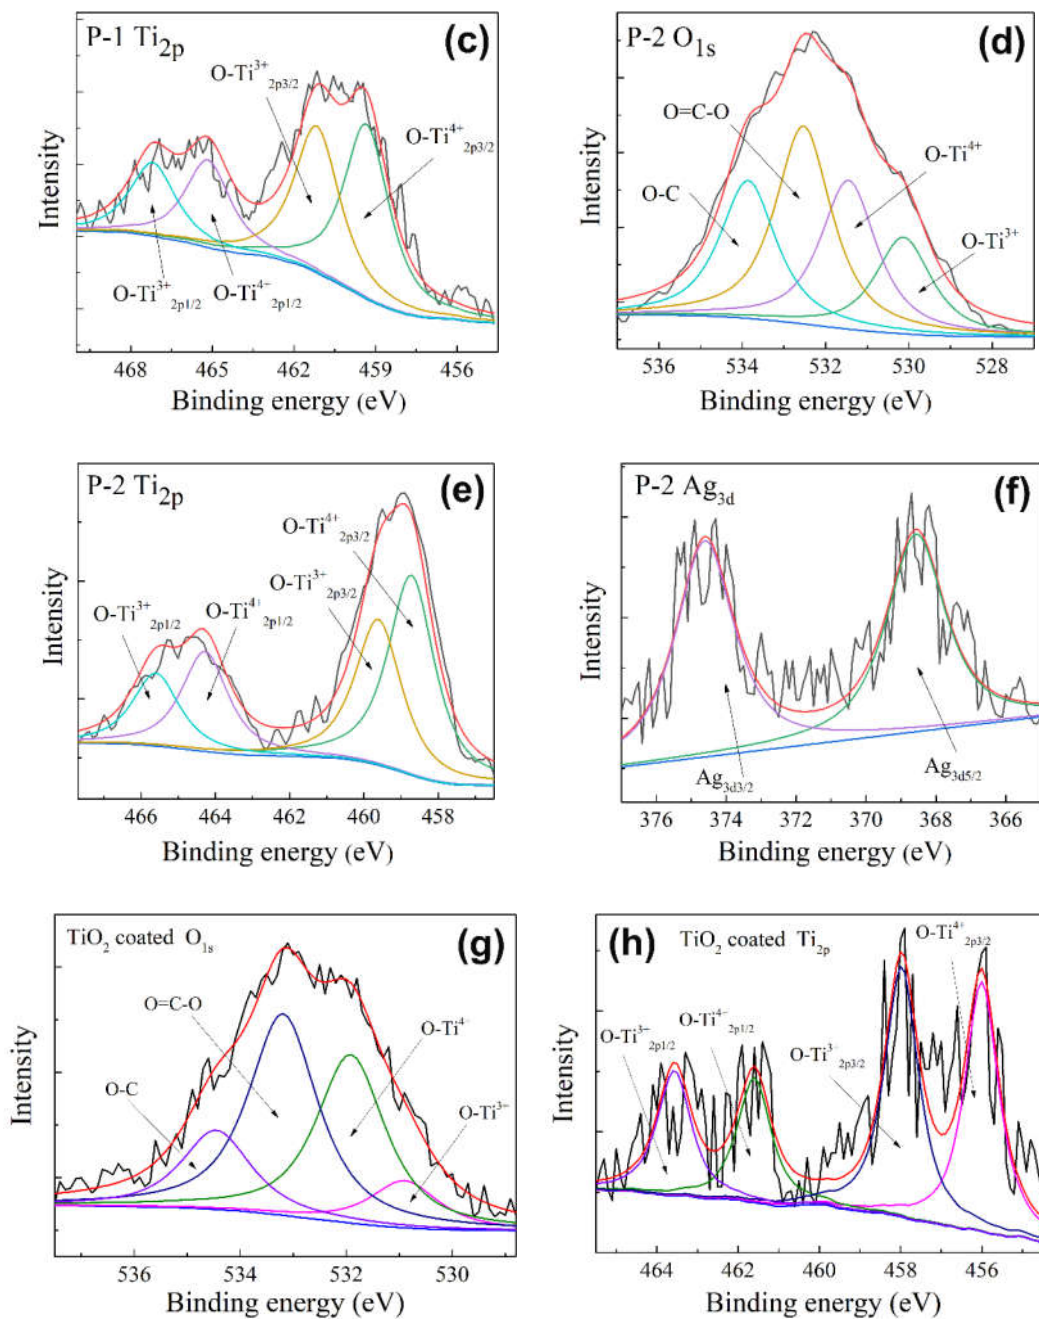 P-1 Ti2p
(c)
O-Ti3+ 2p3/2
O-Ti4+ 2p3/2
O-Ti3+ 2p1/2
O-Ti4+ 2p1/2
Intensity
468 465 462 459 456
Binding energy (eV)
P-2 O1s
(d)
O=C-O
O-Ti4+
O-C
O-Ti3+
Intensity
536 534 532 530 528
Binding energy (eV)
P-2 Ti2p
(e)
O-Ti4+ 2p3/2
O-Ti3+ 2p3/2
O-Ti3+ 2p1/2
O-Ti4+ 2p1/2
Intensity
466 464 462 460 458
Binding energy (eV)
P-2 Ag3d
(f)
Ag3d3/2
Ag3d5/2
Intensity
376 374 372 370 368 366
Binding energy (eV)
TiO2 coated O1s
(g)
O=C-O
O-Ti4-
O-C
O-Ti3+
Intensity
536 534 532 530
Binding energy (eV)
(h)
TiO2 coated Ti2p
O-Ti4+ 2p3/2
O-Ti3- 2p1/2
O-Ti4- 2p1/2
O-Ti3- 2p3/2
Intensity
464 462 460 458 456
Binding energy (eV)